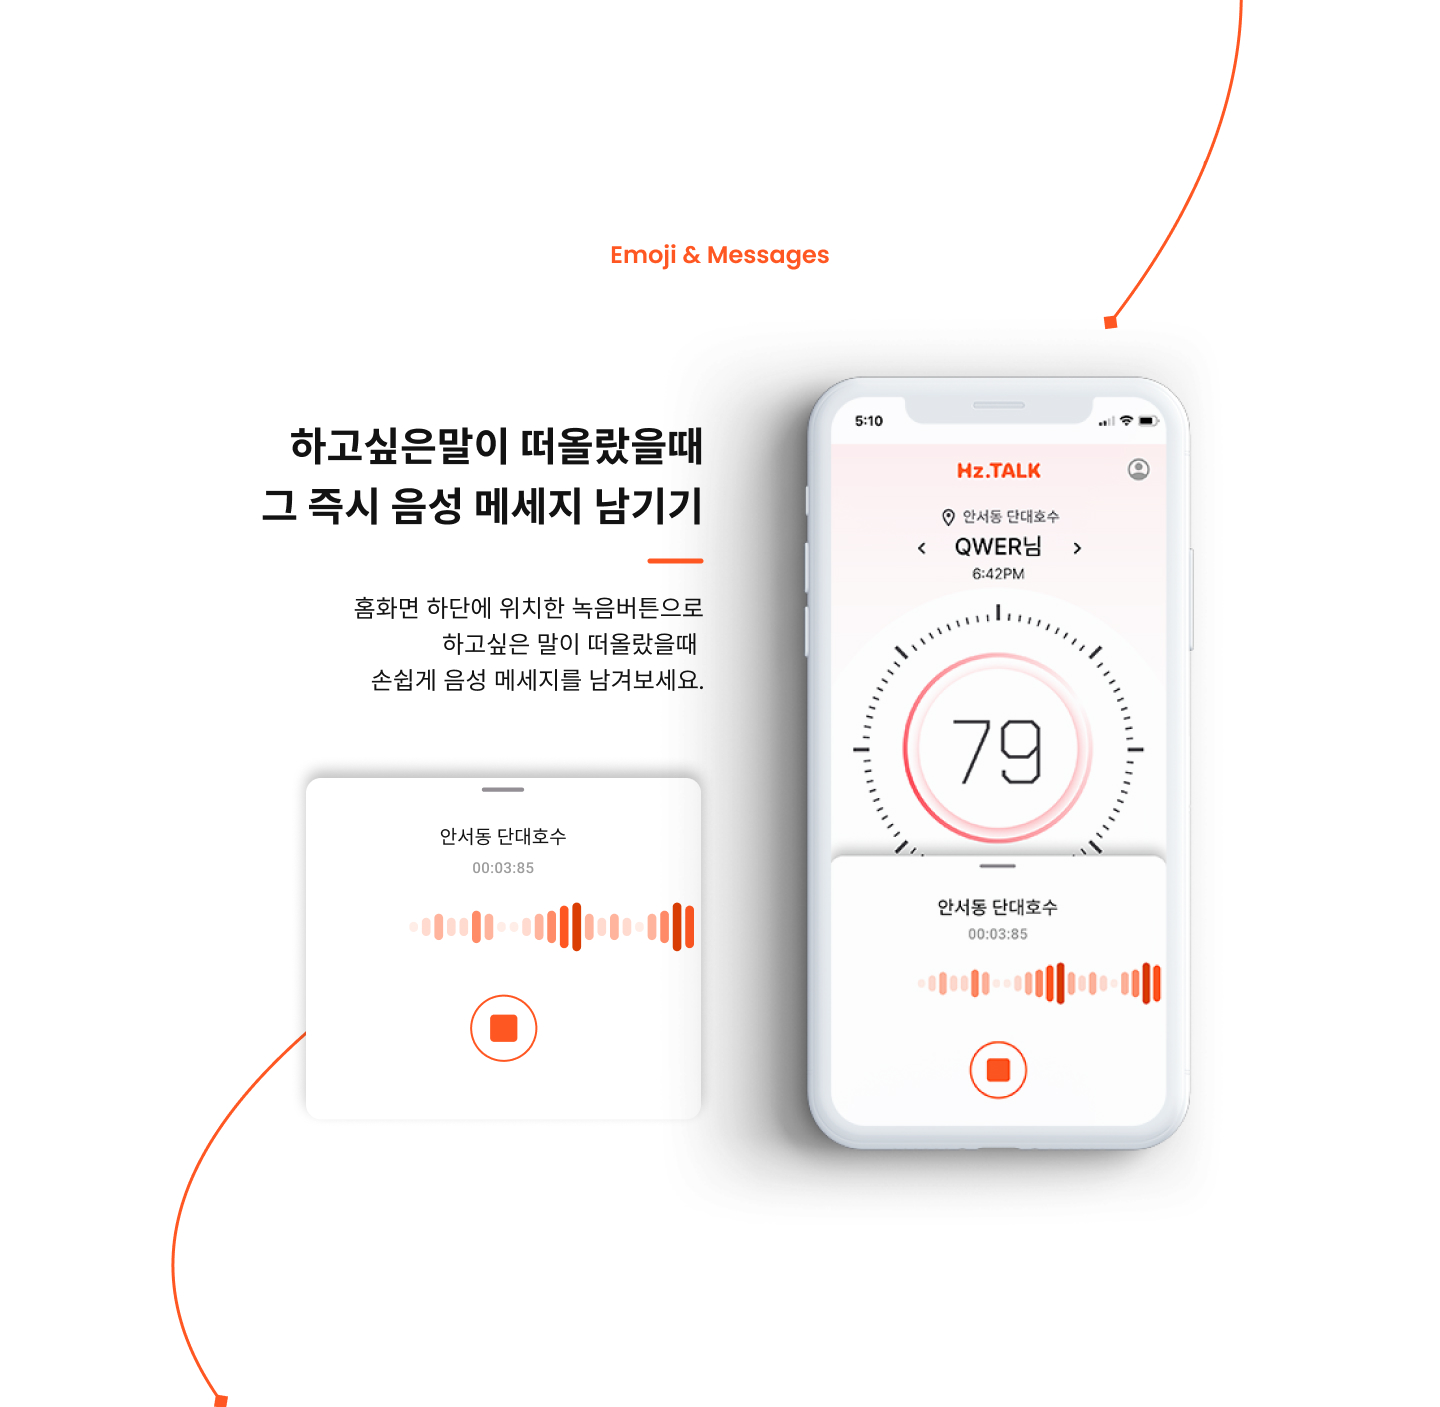 Emoji & Messages
하고싶은말이 떠올랐을때
그 즉시 음성 메세지 남기기
홈화면 하단에 위치한 녹음버튼으로
하고싶은 말이 떠올랐을때
손쉽게 음성 메세지를 남겨보세요.
안서동 단대호수
00:03:85
5:10
Hz.TALK
안서동 단대호수
QWER님
6:42PM
79
안서동 단대호수
00:03:85